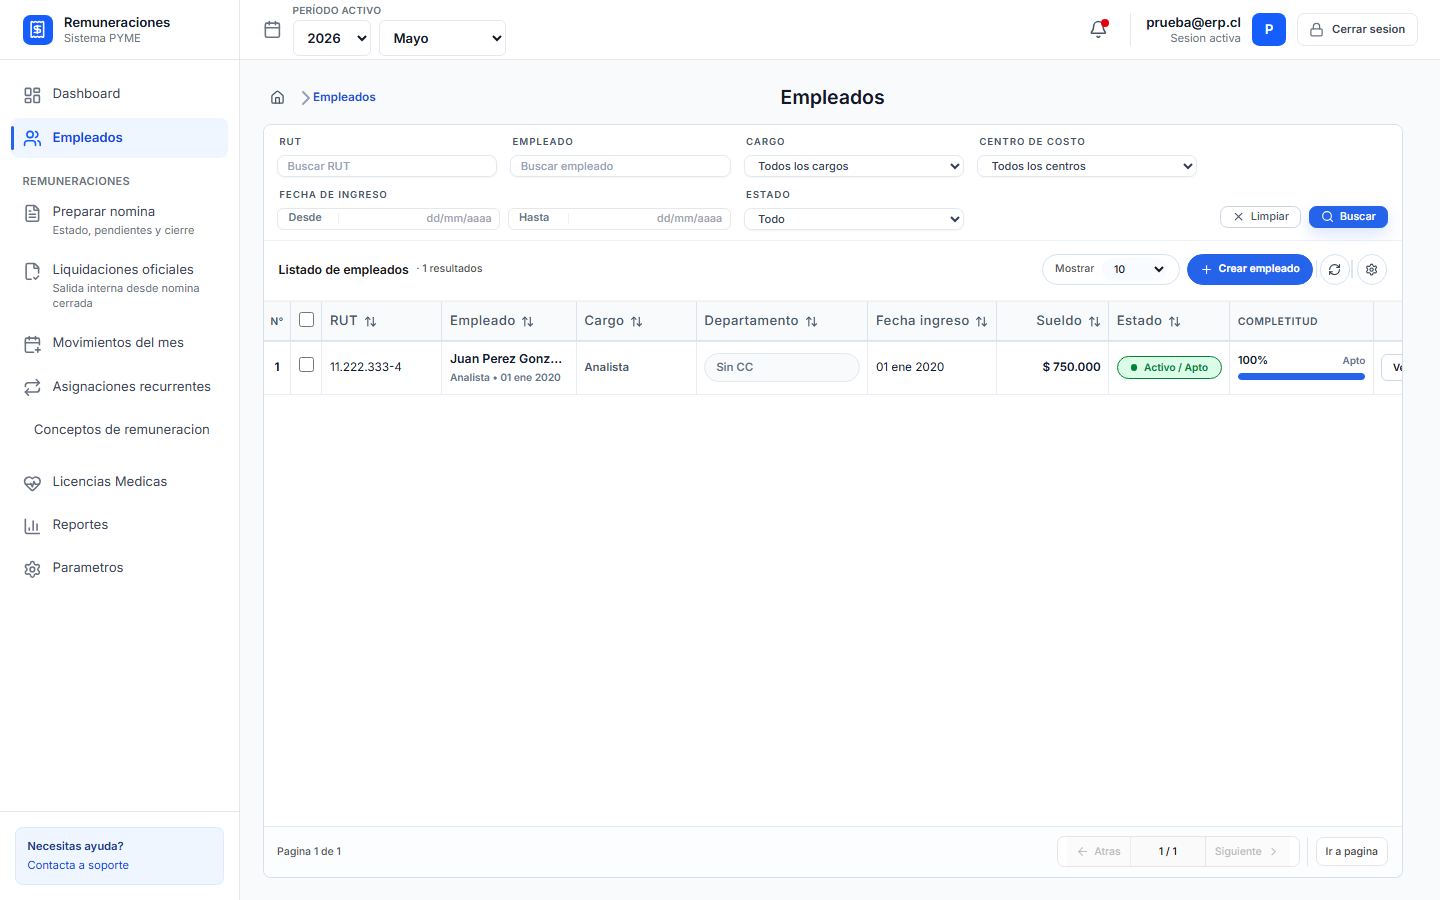 Remuneraciones
Sistema PYME
PERÍODO ACTIVO
2026
Mayo
prueba@erp.cl
Sesion activa
P
Cerrar sesion
Dashboard
Empleados
REMUNERACIONES
Preparar nomina
Estado, pendientes y cierre
Liquidaciones oficiales
Salida interna desde nomina
cerrada
Movimientos del mes
Asignaciones recurrentes
Conceptos de remuneracion
Licencias Medicas
Reportes
Parametros
Necesitas ayuda?
Contacta a soporte
Empleados
Empleados
RUT
EMPLEADO
CARGO
CENTRO DE COSTO
Buscar RUT
Buscar empleado
Todos los cargos
Todos los centros
FECHA DE INGRESO
ESTADO
Desde
dd/mm/aaaa
Hasta
dd/mm/aaaa
Todo
Limpiar
Buscar
Listado de empleados
· 1 resultados
Mostrar
10
Crear empleado
N°
RUT
Empleado
Cargo
Departamento
Fecha ingreso
Sueldo
Estado
COMPLETITUD
1
11.222.333-4
Juan Perez Gonz...
Analista • 01 ene 2020
Analista
Sin CC
01 ene 2020
$ 750.000
Activo / Apto
100%
Apto
Pagina 1 de 1
Atras
1 / 1
Siguiente
Ir a pagina